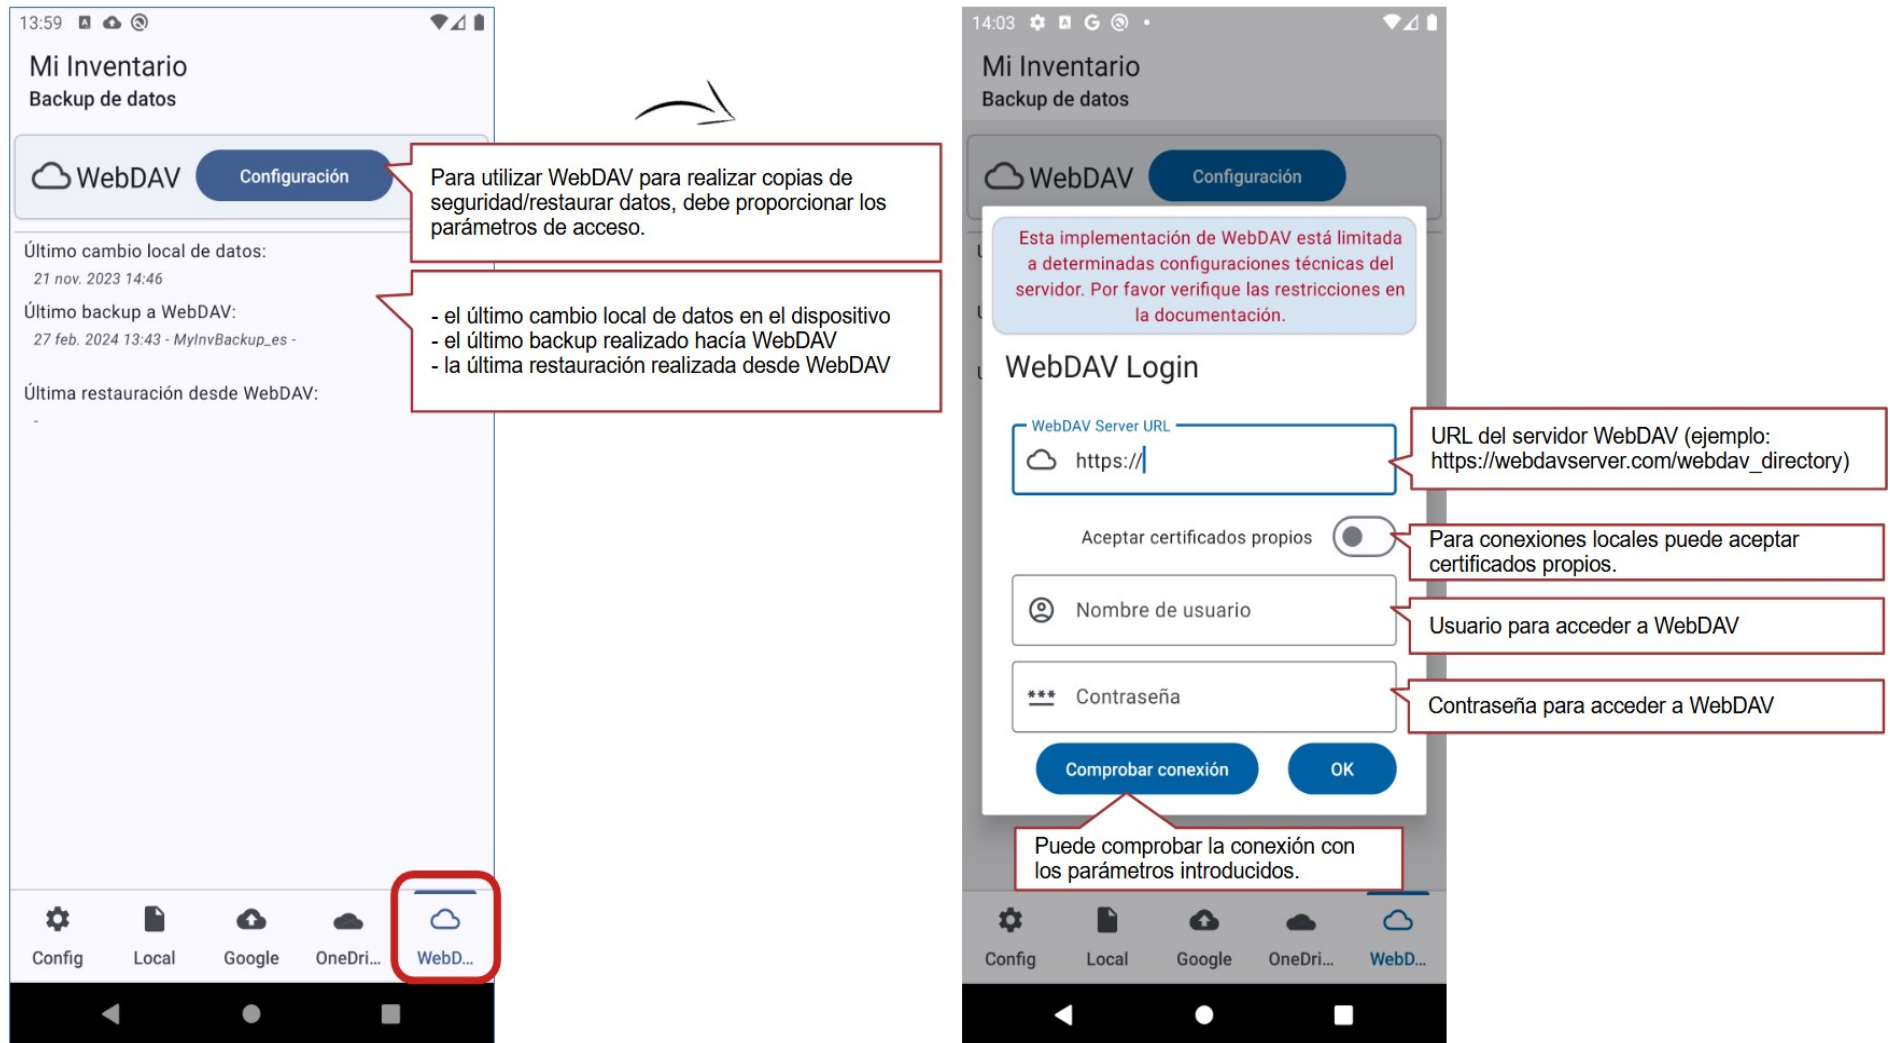 13:59
Mi Inventario
Backup de datos
WebDAV
Configuración
Para utilizar WebDAV para realizar copias de
seguridad/restaurar datos, debe proporcionar los
parámetros de acceso.
Último cambio local de datos:
21 nov. 2023 14:46
Último backup a WebDAV:
27 feb. 2024 13:43 - MyInvBackup_es -
Última restauración desde WebDAV:
-
- el último cambio local de datos en el dispositivo
- el último backup realizado hacía WebDAV
- la última restauración realizada desde WebDAV
Config
Local
Google
OneDri...
WebD...
14:03
Mi Inventario
Backup de datos
WebDAV
Configuración
Esta implementación de WebDAV está limitada
a determinadas configuraciones técnicas del
servidor. Por favor verifique las restricciones en
la documentación.
WebDAV Login
WebDAV Server URL
https://
URL del servidor WebDAV (ejemplo:
https://webdavserver.com/webdav_directory)
Aceptar certificados propios
Para conexiones locales puede aceptar
certificados propios.
Nombre de usuario
Usuario para acceder a WebDAV
***
Contraseña
Contraseña para acceder a WebDAV
Comprobar conexión
OK
Puede comprobar la conexión con
los parámetros introducidos.
Config
Local
Google
OneDri...
WebD...